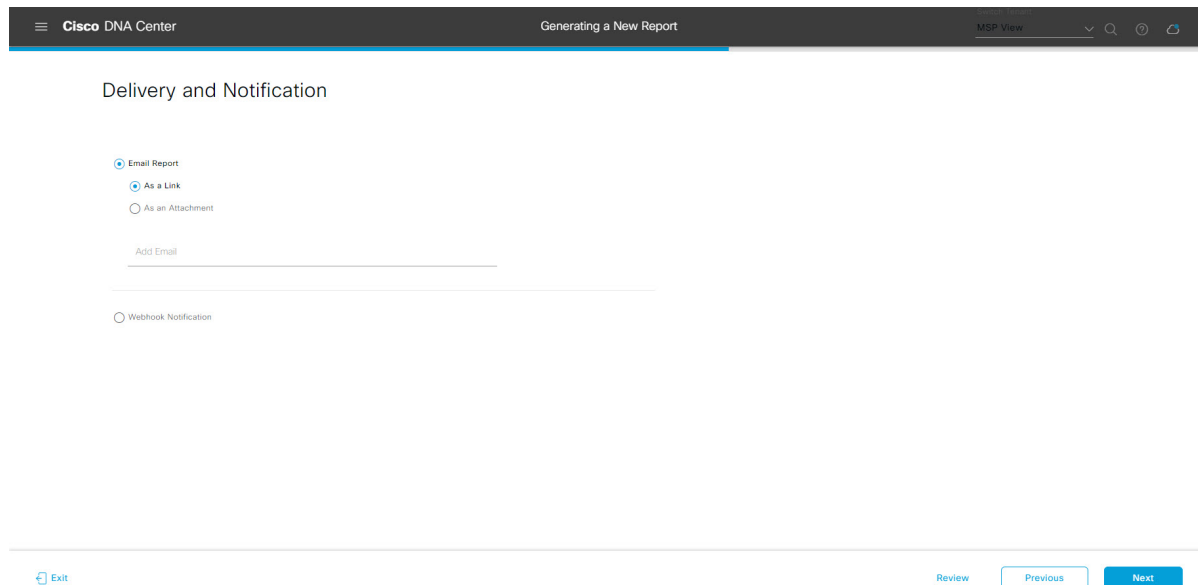 Cisco DNA Center
Generating a New Report
MSP View
Delivery and Notification
Email Report
As a Link
As an Attachment
Add Email
Webhook Notification
Exit
Review
Previous
Next